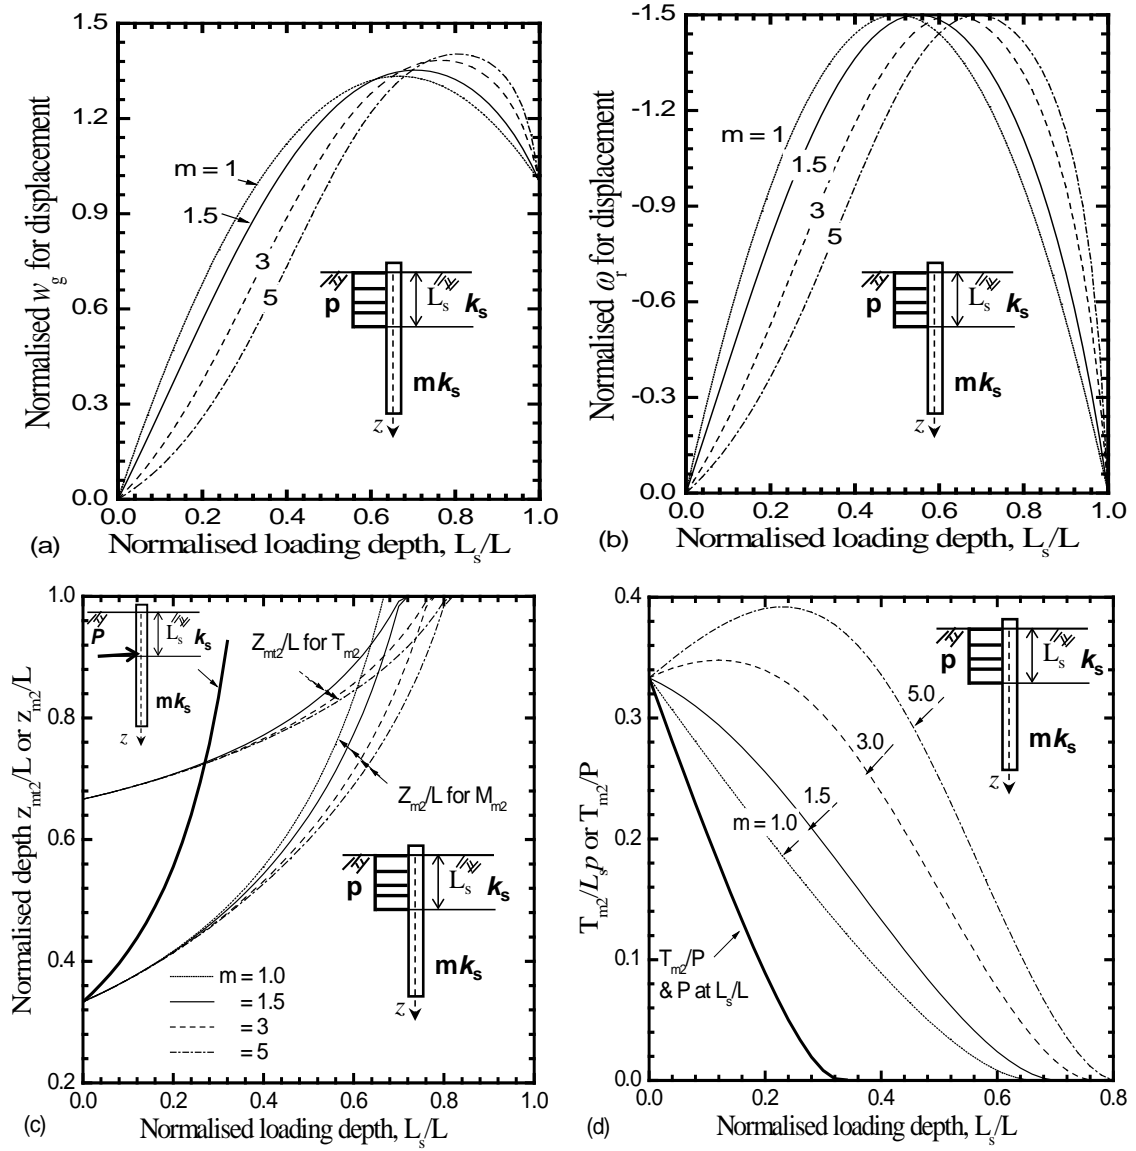 1.5
1.2
0.9
0.6
0.3
0.0
Normalised w_g for displacement
m = 1
1.5
3
5
p
L_s
k_s
mk_s
z
0.0 0.2 0.4 0.6 0.8 1.0
(a)
Normalised loading depth, L_s/L
-1.5
-1.2
-0.9
-0.6
-0.3
0.0
Normalised ω_r for displacement
m = 1
1.5
3
5
p
L_s
k_s
mk_s
z
0.0 0.2 0.4 0.6 0.8 1.0
(b)
Normalised loading depth, L_s/L
1.0
0.8
0.6
0.4
0.2
Normalised depth z_mt2/L or z_m2/L
P
L_s
k_s
mk_s
z
Z_mt2/L for T_m2
Z_m2/L for M_m2
p
L_s
k_s
mk_s
z
m = 1.0
= 1.5
= 3
= 5
0.0 0.2 0.4 0.6 0.8 1.0
(c)
Normalised loading depth, L_s/L
0.4
0.3
0.2
0.1
0.0
T_m2/L_s p or T_m2/P
5.0
3.0
1.5
m = 1.0
T_m2/P
& P at L_s/L
p
L_s
k_s
mk_s
z
0.0 0.2 0.4 0.6 0.8
(d)
Normalised loading depth, L_s/L